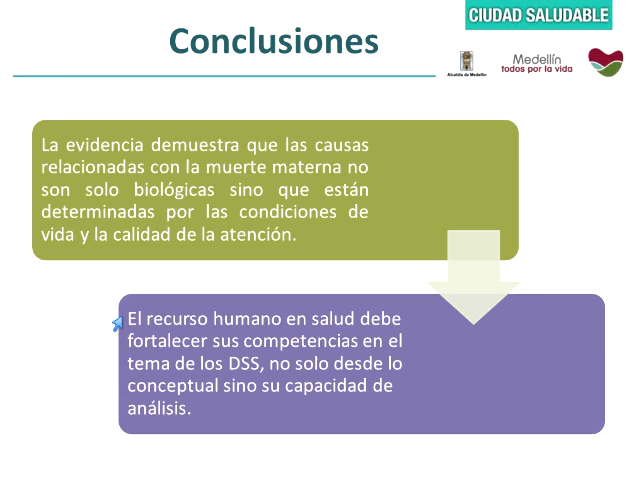 CIUDAD SALUDABLE
Conclusiones
Alcaldía de Medellín
Medellín
todos por la vida
La evidencia demuestra que las causas
relacionadas con la muerte materna no
son solo biológicas sino que están
determinadas por las condiciones de
vida y la calidad de la atención.
El recurso humano en salud debe
fortalecer sus competencias en el
tema de los DSS, no solo desde lo
conceptual sino su capacidad de
análisis.